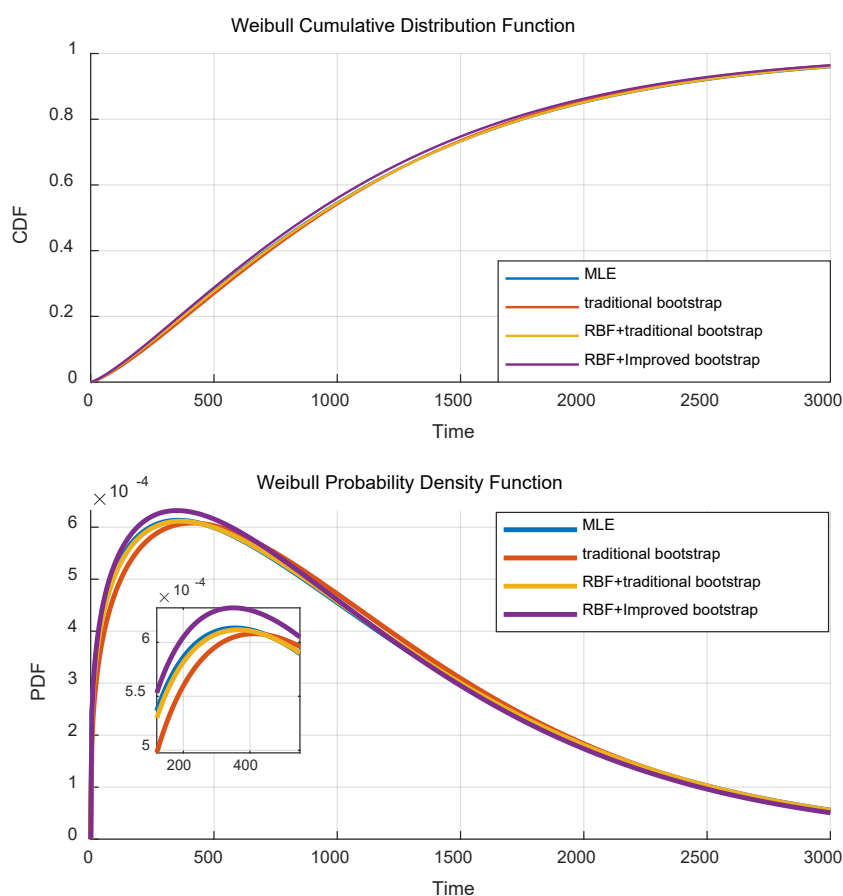 Weibull Cumulative Distribution Function
1
0.8
0.6
0.4
0.2
0
CDF
MLE
traditional bootstrap
RBF+traditional bootstrap
RBF+Improved bootstrap
0 500 1000 1500 2000 2500 3000
Time
Weibull Probability Density Function
× 10 -4
6
5
4
3
2
1
0
PDF
MLE
traditional bootstrap
RBF+traditional bootstrap
RBF+Improved bootstrap
× 10 -4
6
5.5
5
200 400
0 500 1000 1500 2000 2500 3000
Time